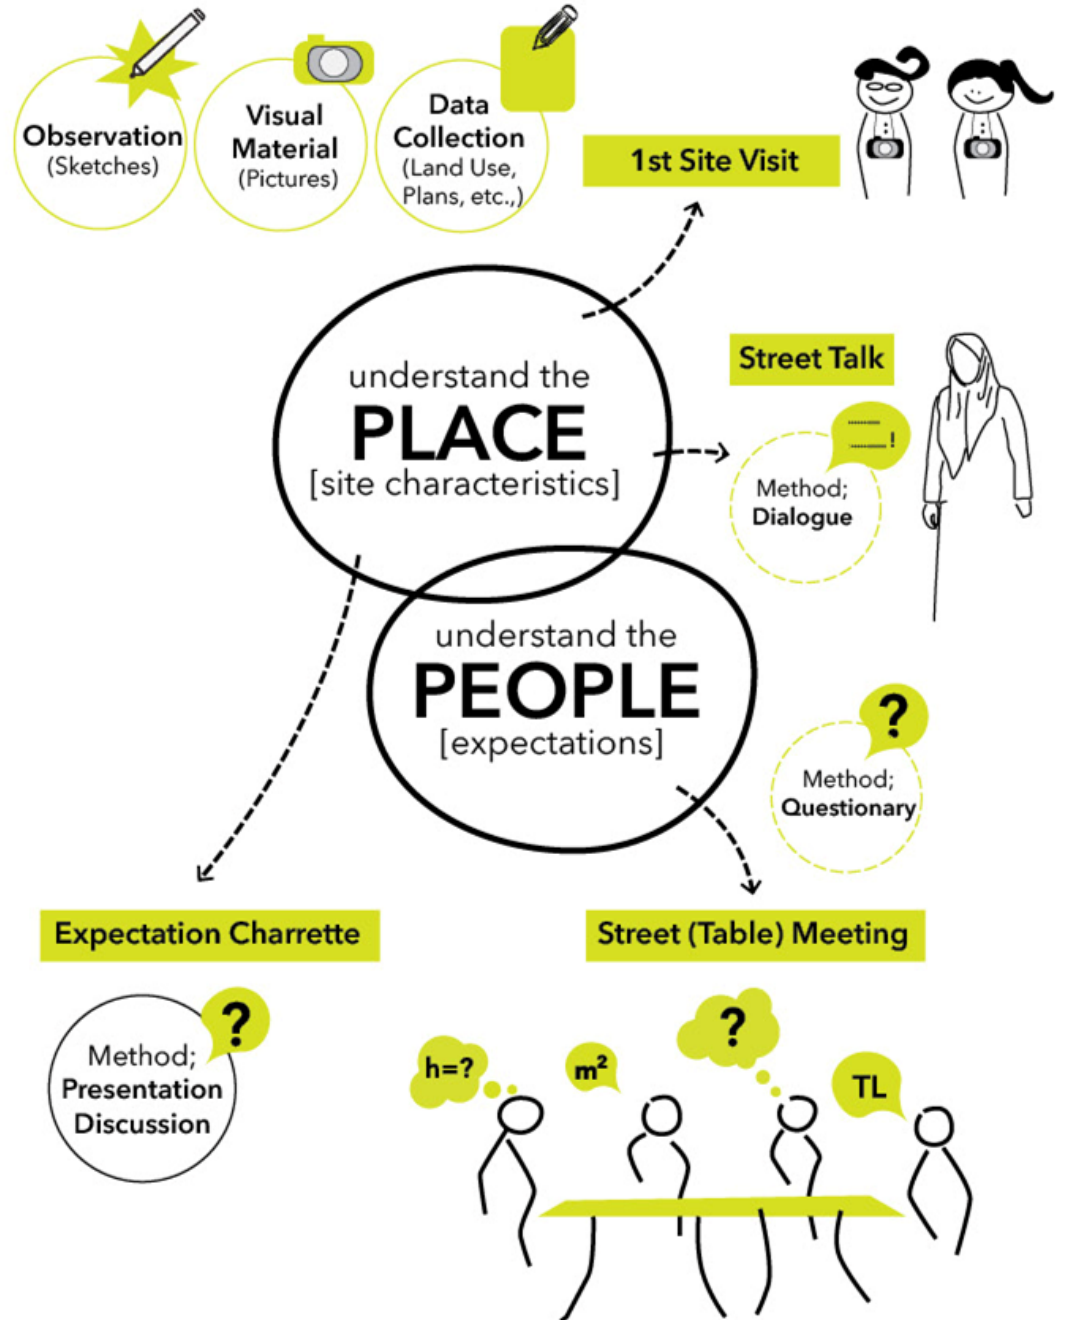 Observation
(Sketches)
Visual
Material
(Pictures)
Data
Collection
(Land Use,
Plans, etc.,)
1st Site Visit
understand the
PLACE
[site characteristics]
Street Talk
Method;
Dialogue
understand the
PEOPLE
[expectations]
?
Method;
Questionary
Expectation Charrette
?
Method;
Presentation
Discussion
Street (Table) Meeting
h=?
m²
?
TL